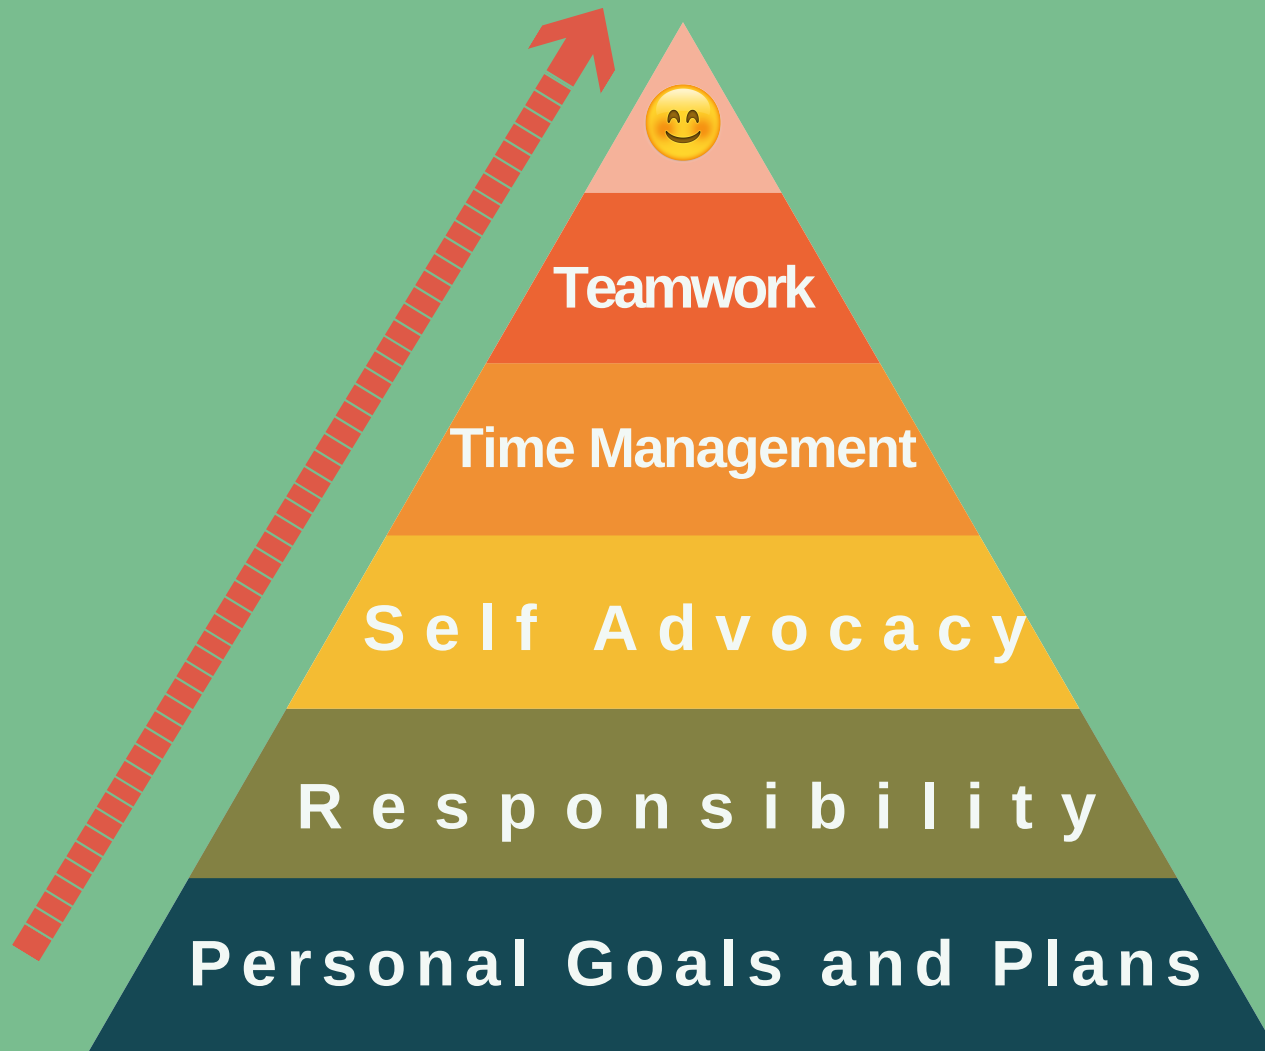 Teamwork
Time Management
Self Advocacy
Responsibility
Personal Goals and Plans